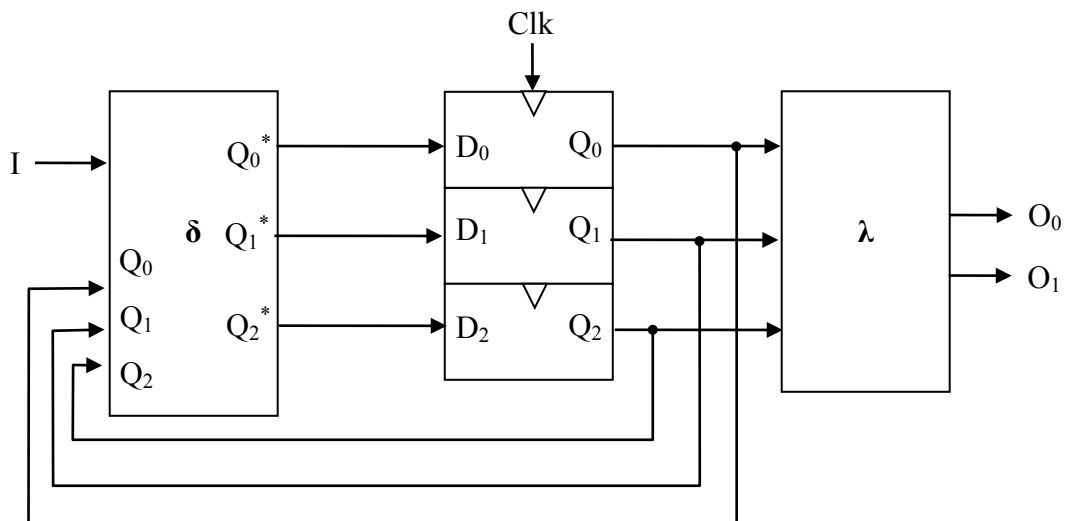 Clk
I
Q₀*
D₀
Q₀
δ
Q₁*
D₁
Q₁
λ
O₀
Q₀
O₁
Q₁
Q₂*
D₂
Q₂
Q₂